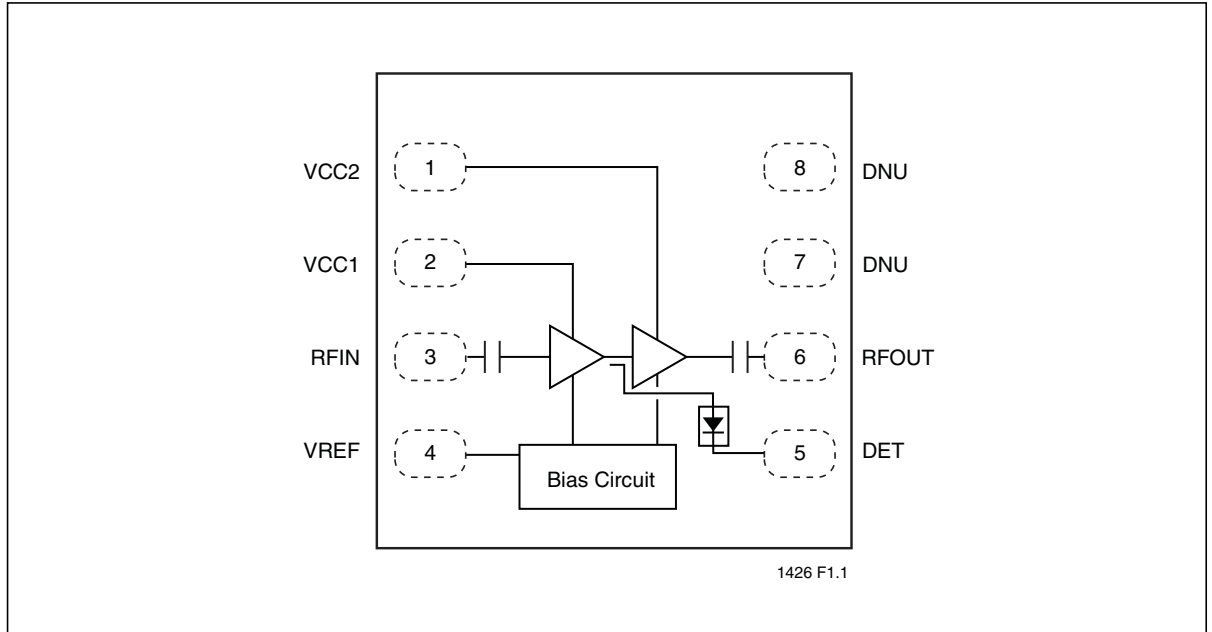 VCC2 1 8 DNU
VCC1 2 7 DNU
RFIN 3 6 RFOUT
VREF 4 5 DET
Bias Circuit
1426 F1.1